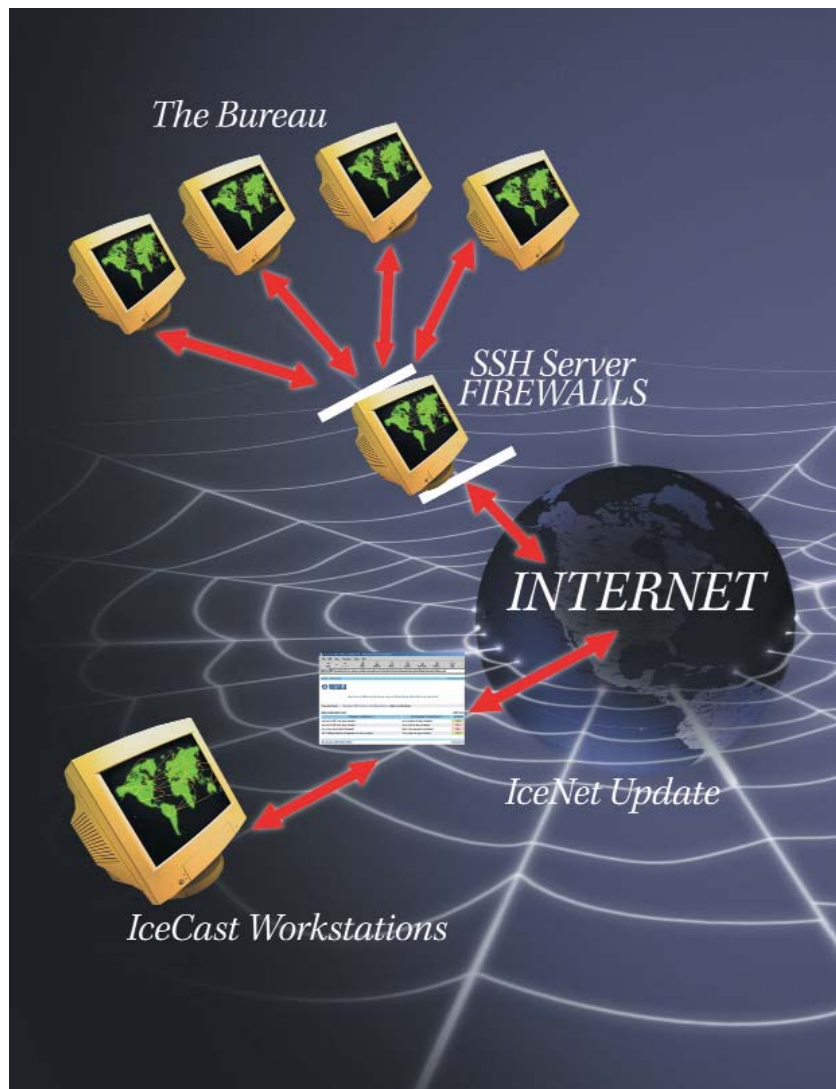 The Bureau
SSH Server
FIREWALLS
INTERNET
IceNet Update
IceCast Workstations